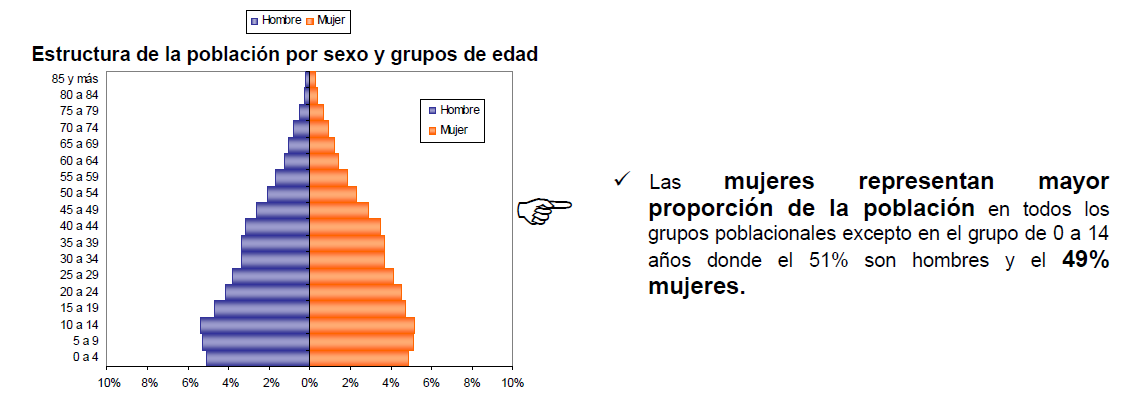 Hombre Mujer
Estructura de la población por sexo y grupos de edad
85 y más
80 a 84
75 a 79
70 a 74
65 a 69
60 a 64
55 a 59
50 a 54
45 a 49
40 a 44
35 a 39
30 a 34
25 a 29
20 a 24
15 a 19
10 a 14
5 a 9
0 a 4
10% 8% 6% 4% 2% 0% 2% 4% 6% 8% 10%
Hombre
Mujer
✓ Las mujeres representan mayor
proporción de la población en todos los
grupos poblacionales excepto en el grupo de 0 a 14
años donde el 51% son hombres y el 49%
mujeres.